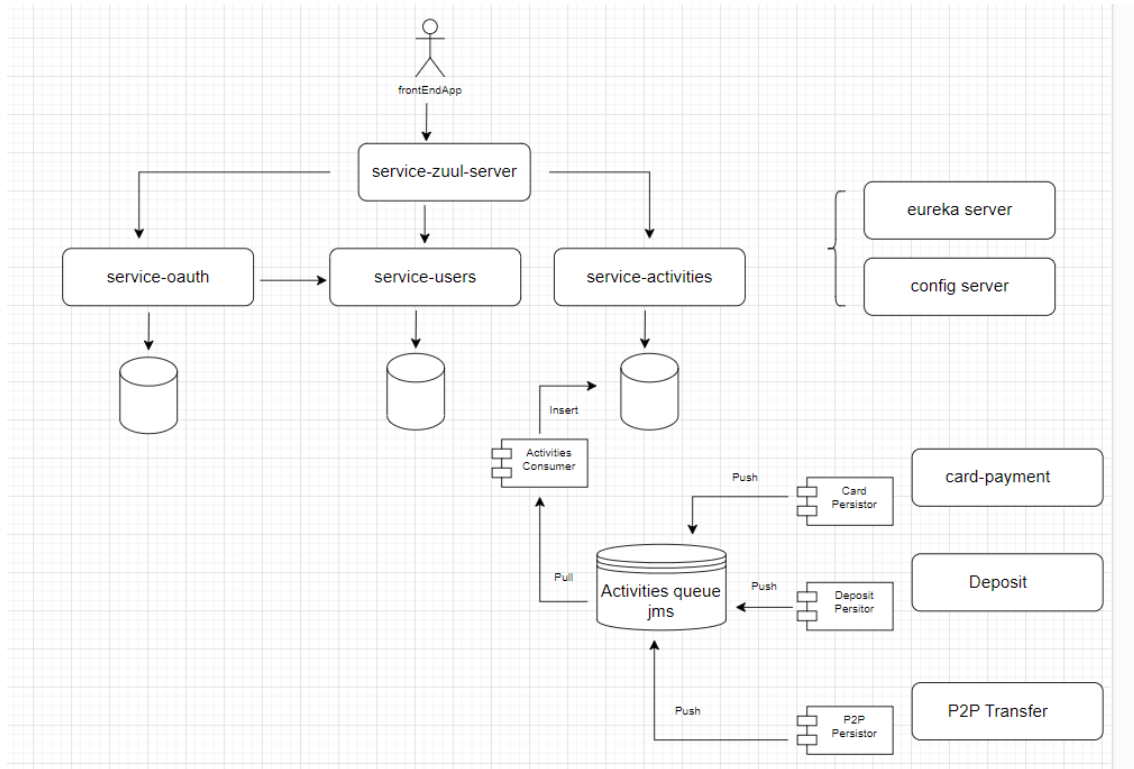 frontEndApp
service-zuul-server
eureka server
service-oauth
service-users
service-activities
config server
Insert
Activities
Consumer
Push
Card
Persistor
card-payment
Pull
Activities queue
jms
Push
Deposit
Persitor
Deposit
Push
P2P
Persistor
P2P Transfer